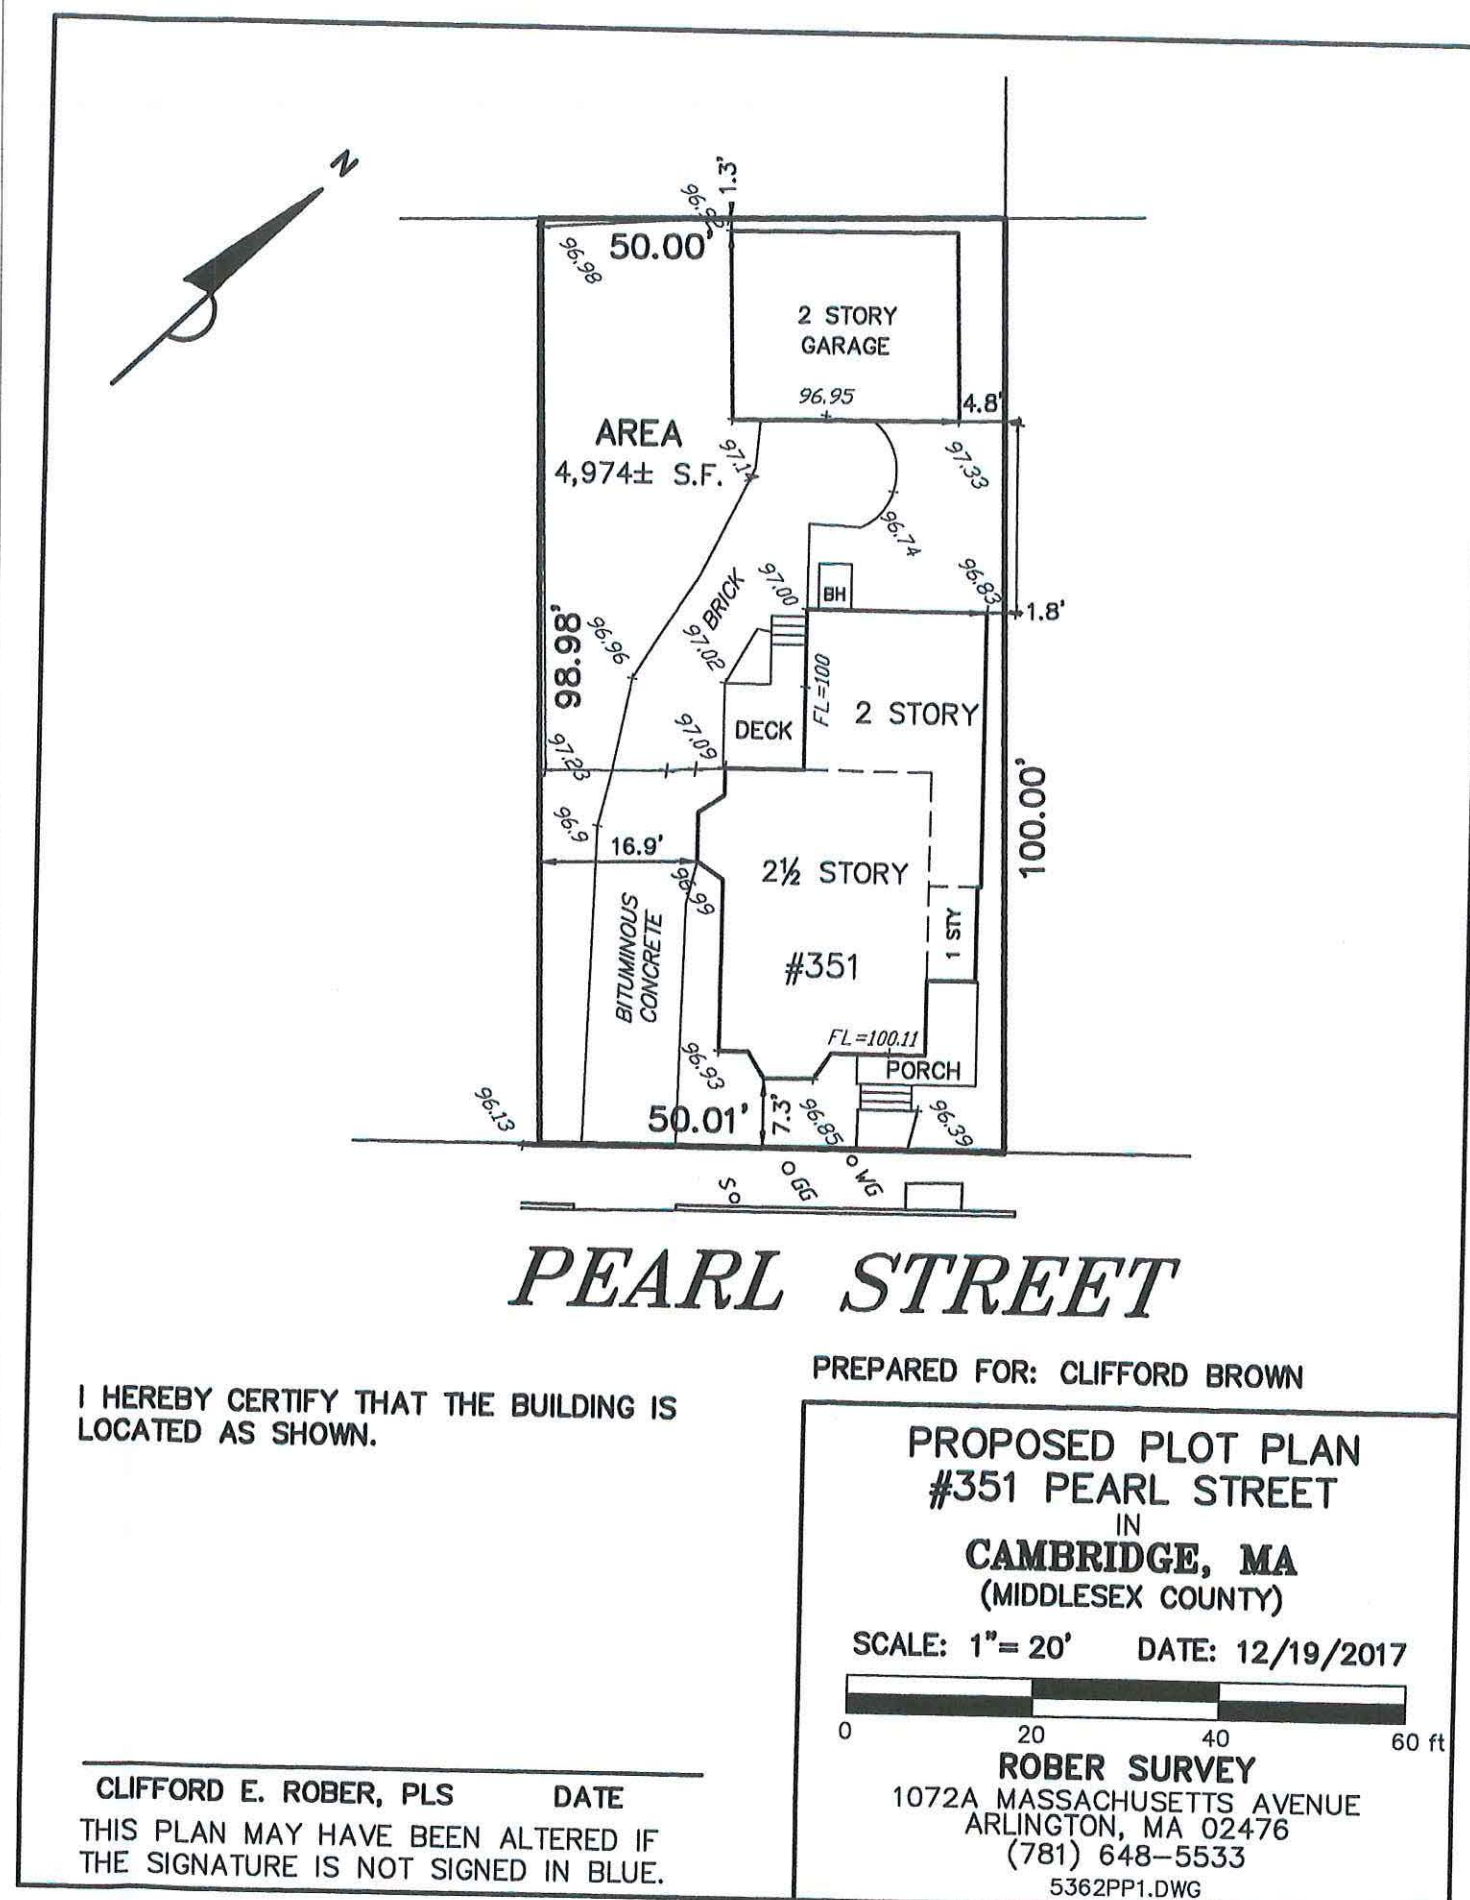 N
1.3'
96.98
50.00'
96.98
2 STORY
GARAGE
96.95
4.8'
AREA
4,974± S.F.
97.14
97.33
96.74
BRICK
97.00
BH
96.83
1.8'
98.98'
96.96
97.02
FL=100
2 STORY
DECK
97.09
97.23
96.9
16.9'
2½ STORY
100.00'
96.99
BITUMINOUS
CONCRETE
1 STY
#351
FL=100.11
96.93
PORCH
96.13
50.01'
7.3'
96.85
96.39
S
GG
WG
PEARL STREET
PREPARED FOR: CLIFFORD BROWN
I HEREBY CERTIFY THAT THE BUILDING IS
LOCATED AS SHOWN.
PROPOSED PLOT PLAN
#351 PEARL STREET
IN
CAMBRIDGE, MA
(MIDDLESEX COUNTY)
SCALE: 1"= 20' DATE: 12/19/2017
0 20 40 60 ft
ROBER SURVEY
1072A MASSACHUSETTS AVENUE
ARLINGTON, MA 02476
(781) 648-5533
5362PP1.DWG
CLIFFORD E. ROBER, PLS DATE
THIS PLAN MAY HAVE BEEN ALTERED IF
THE SIGNATURE IS NOT SIGNED IN BLUE.